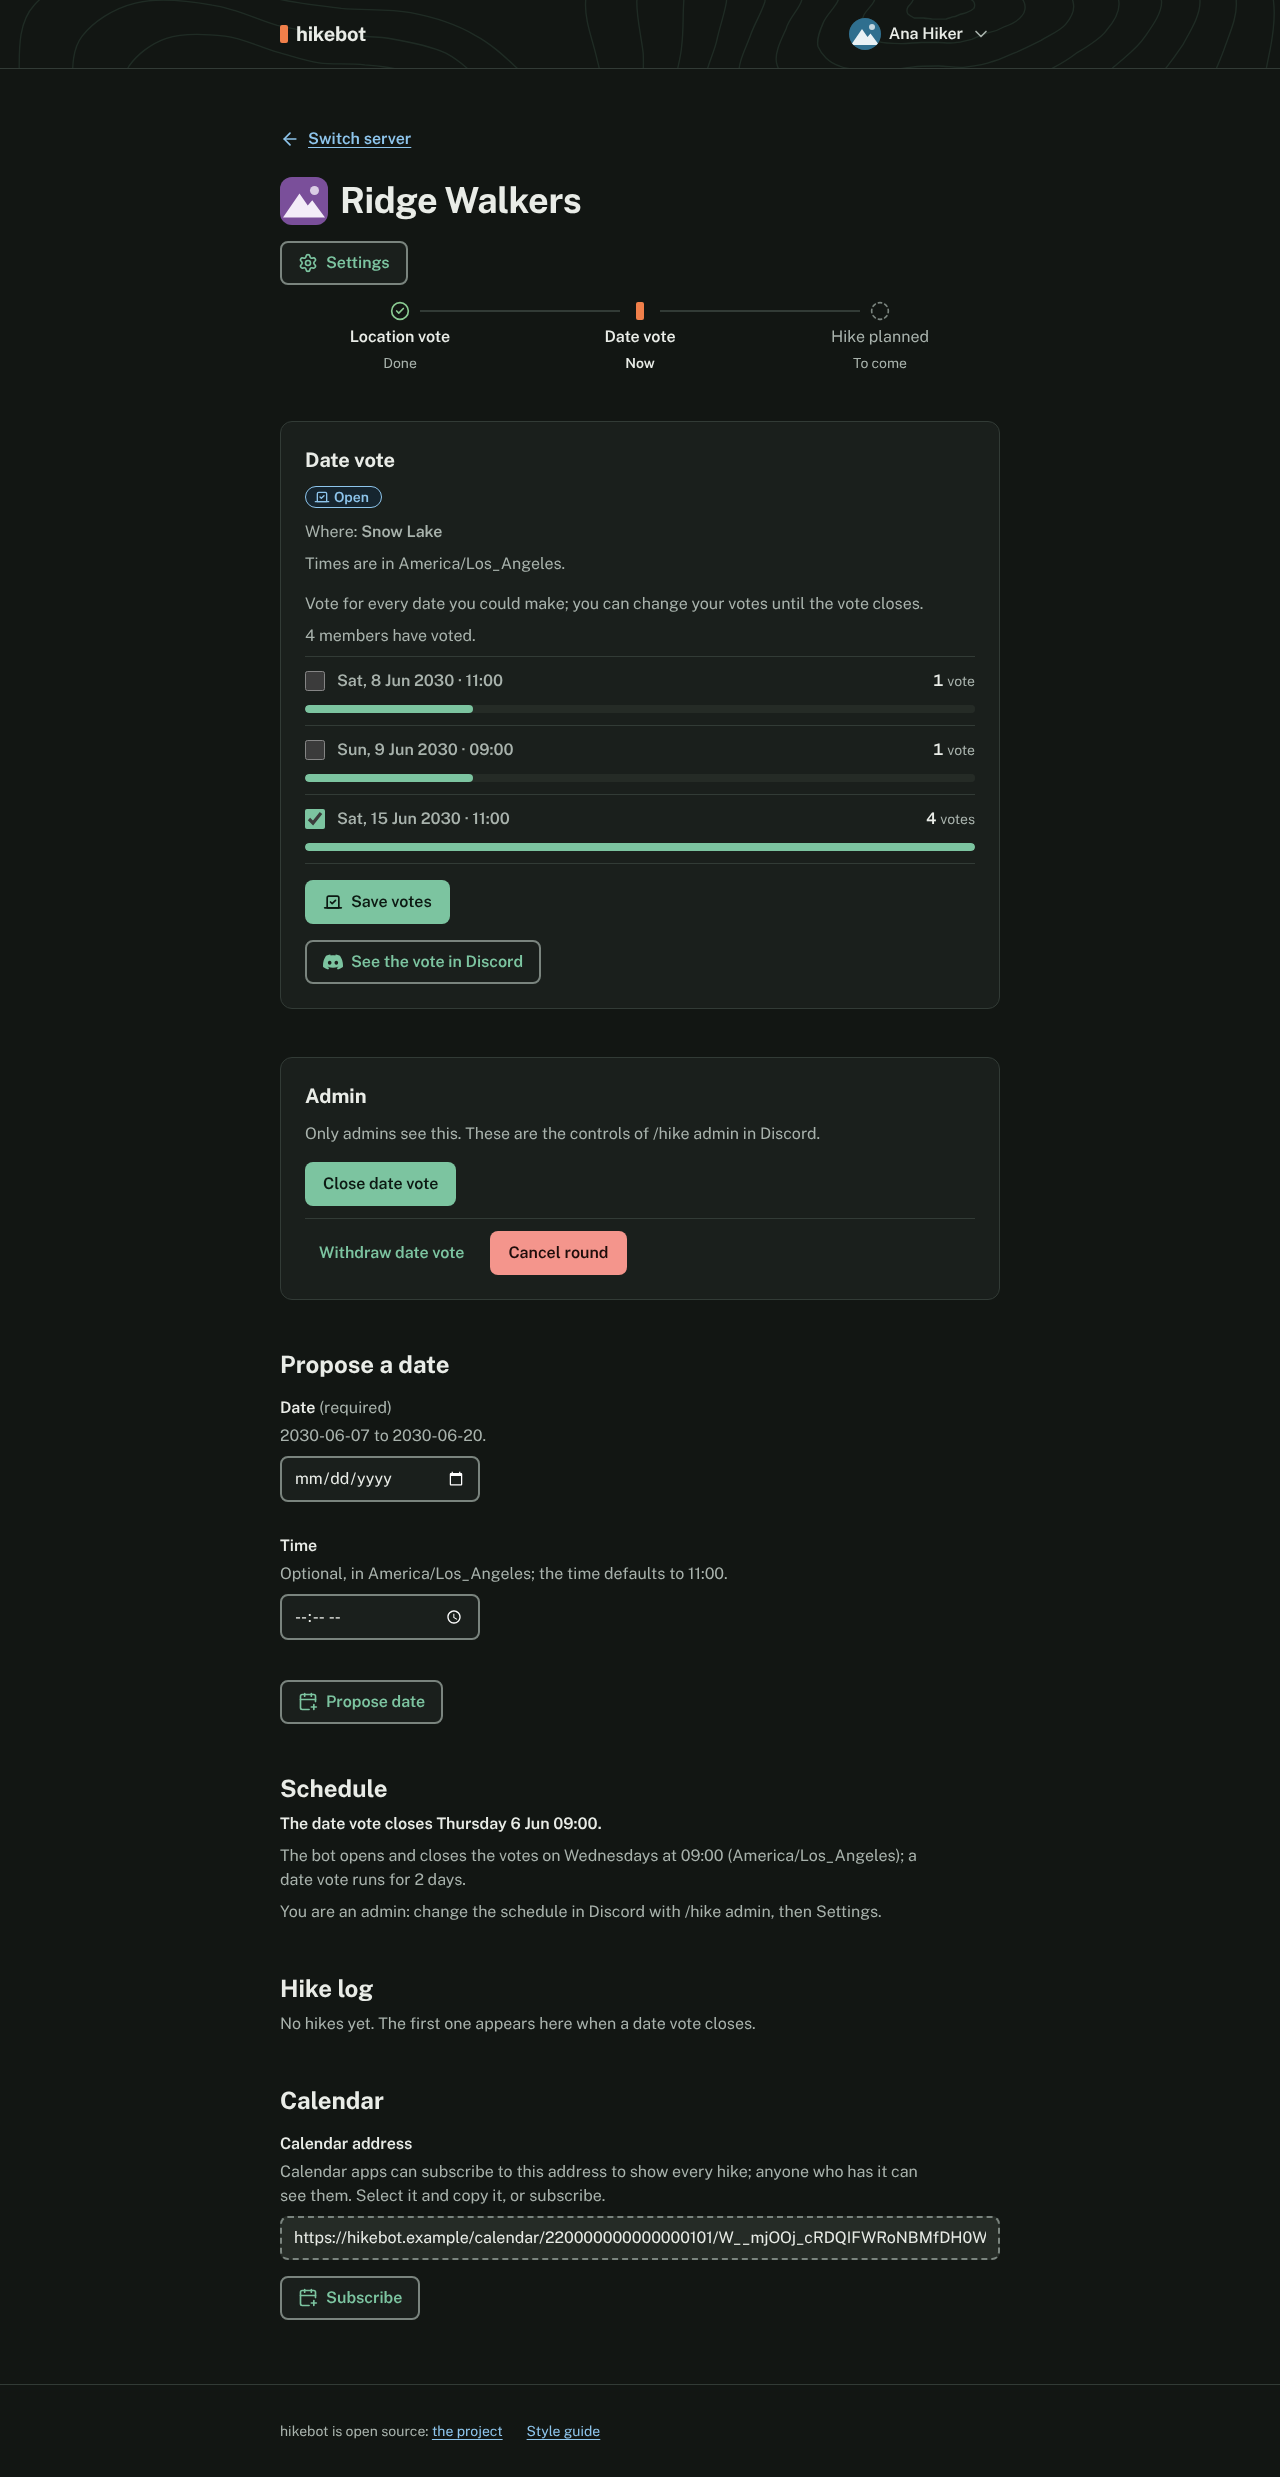 hikebot
Ana Hiker
Switch server
Ridge Walkers
Settings
Location vote
Date vote
Hike planned
Done
Now
To come
Date vote
Open
Where: Snow Lake
Times are in America/Los_Angeles.
Vote for every date you could make; you can change your votes until the vote closes.
4 members have voted.
Sat, 8 Jun 2030 · 11:00
1 vote
Sun, 9 Jun 2030 · 09:00
1 vote
Sat, 15 Jun 2030 · 11:00
4 votes
Save votes
See the vote in Discord
Admin
Only admins see this. These are the controls of /hike admin in Discord.
Close date vote
Withdraw date vote
Cancel round
Propose a date
Date (required)
2030-06-07 to 2030-06-20.
mm/dd/yyyy
Time
Optional, in America/Los_Angeles; the time defaults to 11:00.
--:-- --
Propose date
Schedule
The date vote closes Thursday 6 Jun 09:00.
The bot opens and closes the votes on Wednesdays at 09:00 (America/Los_Angeles); a
date vote runs for 2 days.
You are an admin: change the schedule in Discord with /hike admin, then Settings.
Hike log
No hikes yet. The first one appears here when a date vote closes.
Calendar
Calendar address
Calendar apps can subscribe to this address to show every hike; anyone who has it can
see them. Select it and copy it, or subscribe.
https://hikebot.example/calendar/220000000000000101/W__mjOOj_cRDQIFWRoNBMfDH0W
Subscribe
hikebot is open source: the project
Style guide